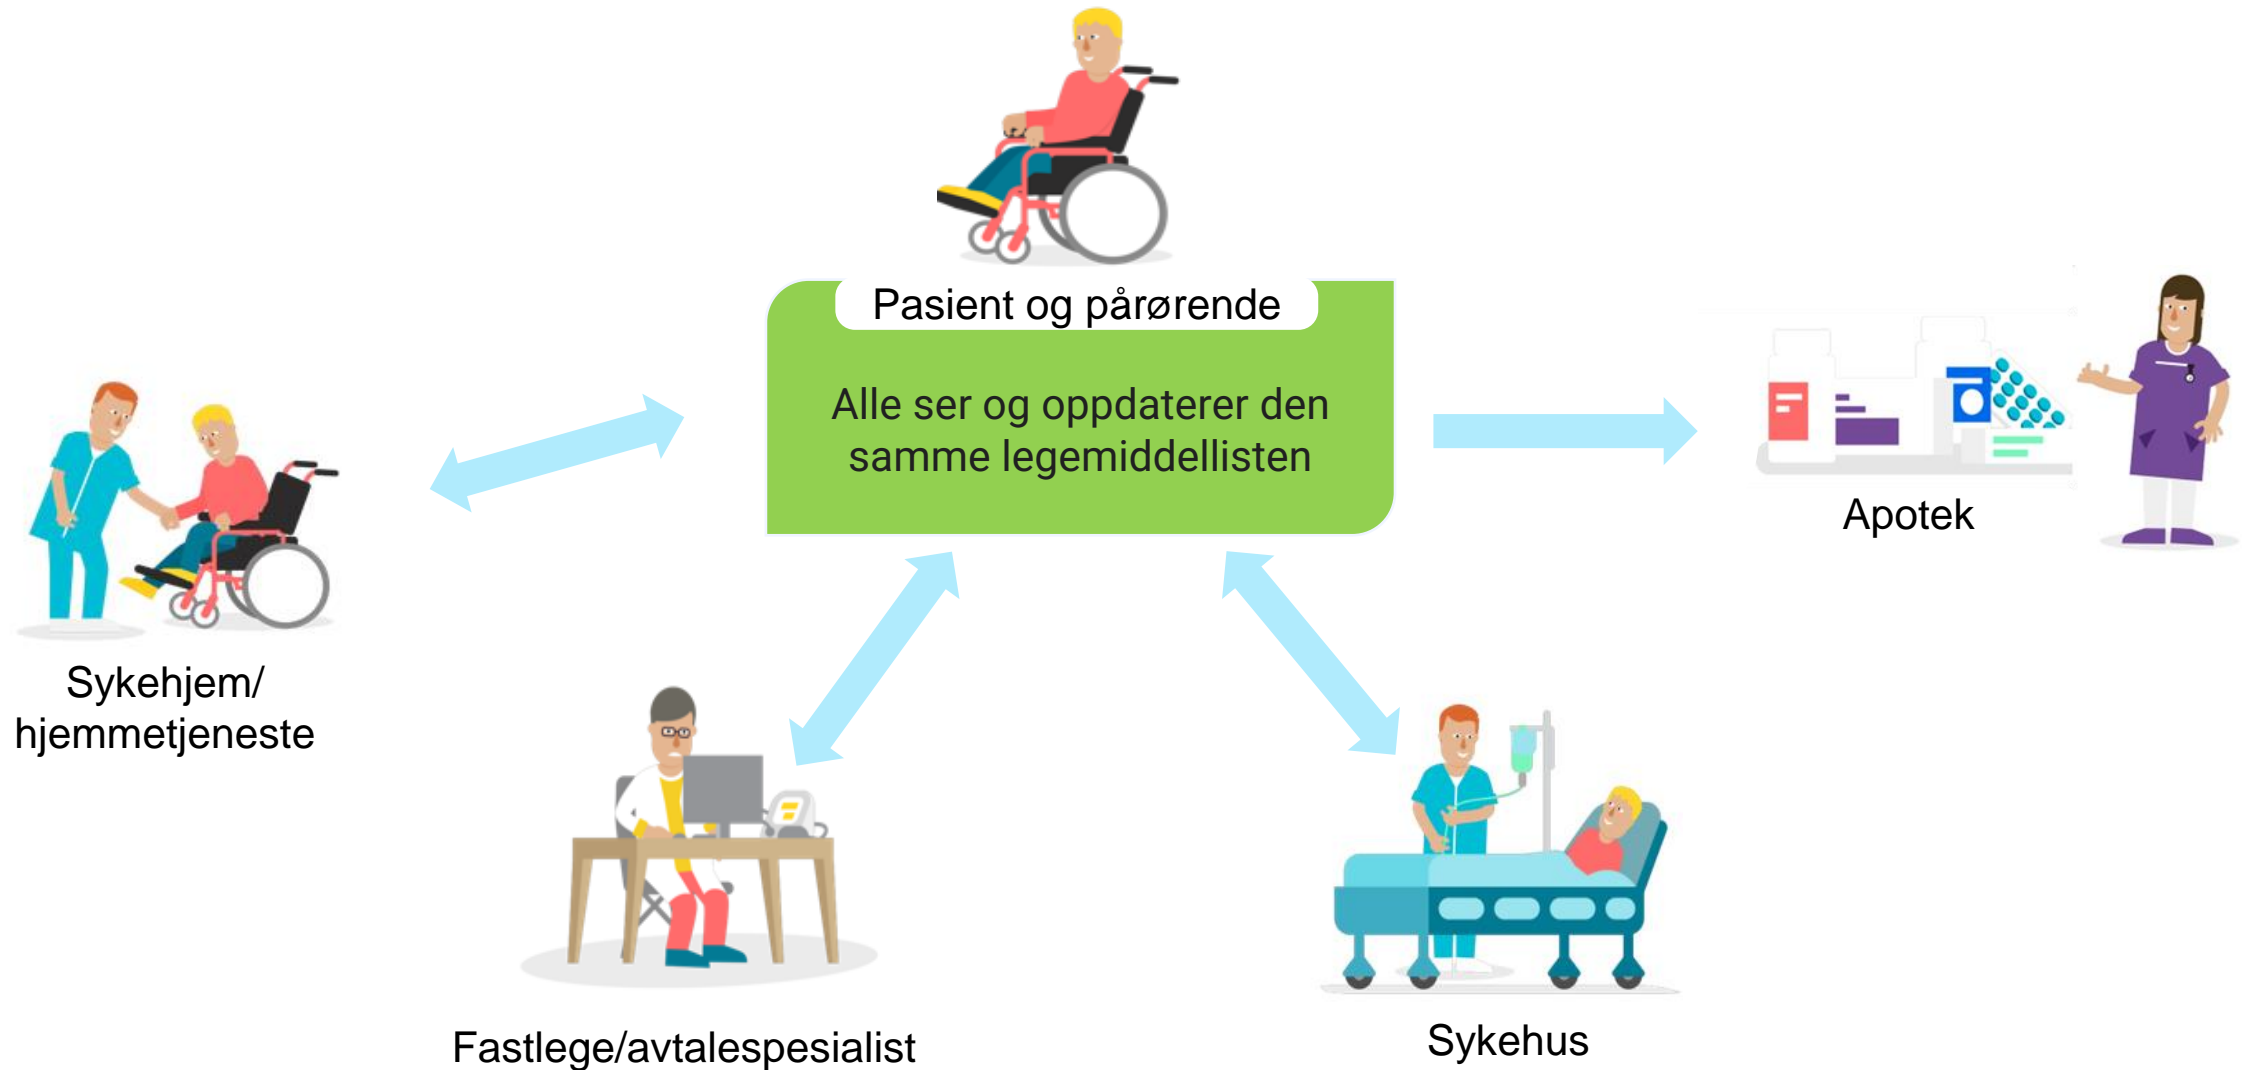 Pasient og pårørende
Alle ser og oppdaterer den
samme legemiddellisten
Apotek
Sykehjem/
hjemmetjeneste
Fastlege/avtalespesialist
Sykehus